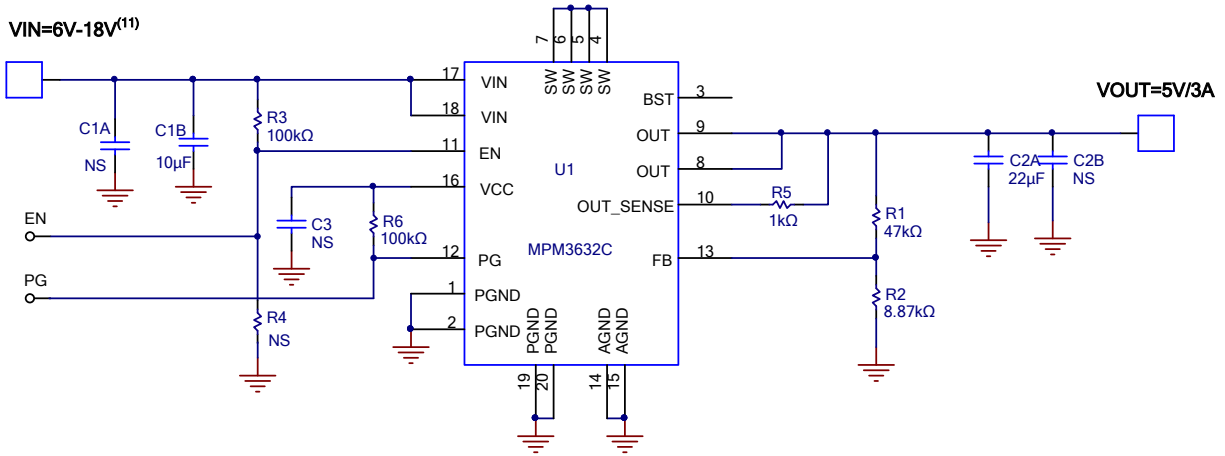 VIN=6V-18V(11)
7
6
5
4
SW
SW
SW
SW
17
VIN
18
VIN
11
EN
16
VCC
12
PG
1
PGND
2
PGND
BST
3
OUT
9
OUT
8
OUT_SENSE
10
FB
13
U1
MPM3632C
PGND
PGND
AGND
AGND
19
20
14
15
C1A
NS
C1B
10µF
R3
100kΩ
C3
NS
R6
100kΩ
EN
PG
R4
NS
R5
1kΩ
R1
47kΩ
R2
8.87kΩ
C2A
22µF
C2B
NS
VOUT=5V/3A